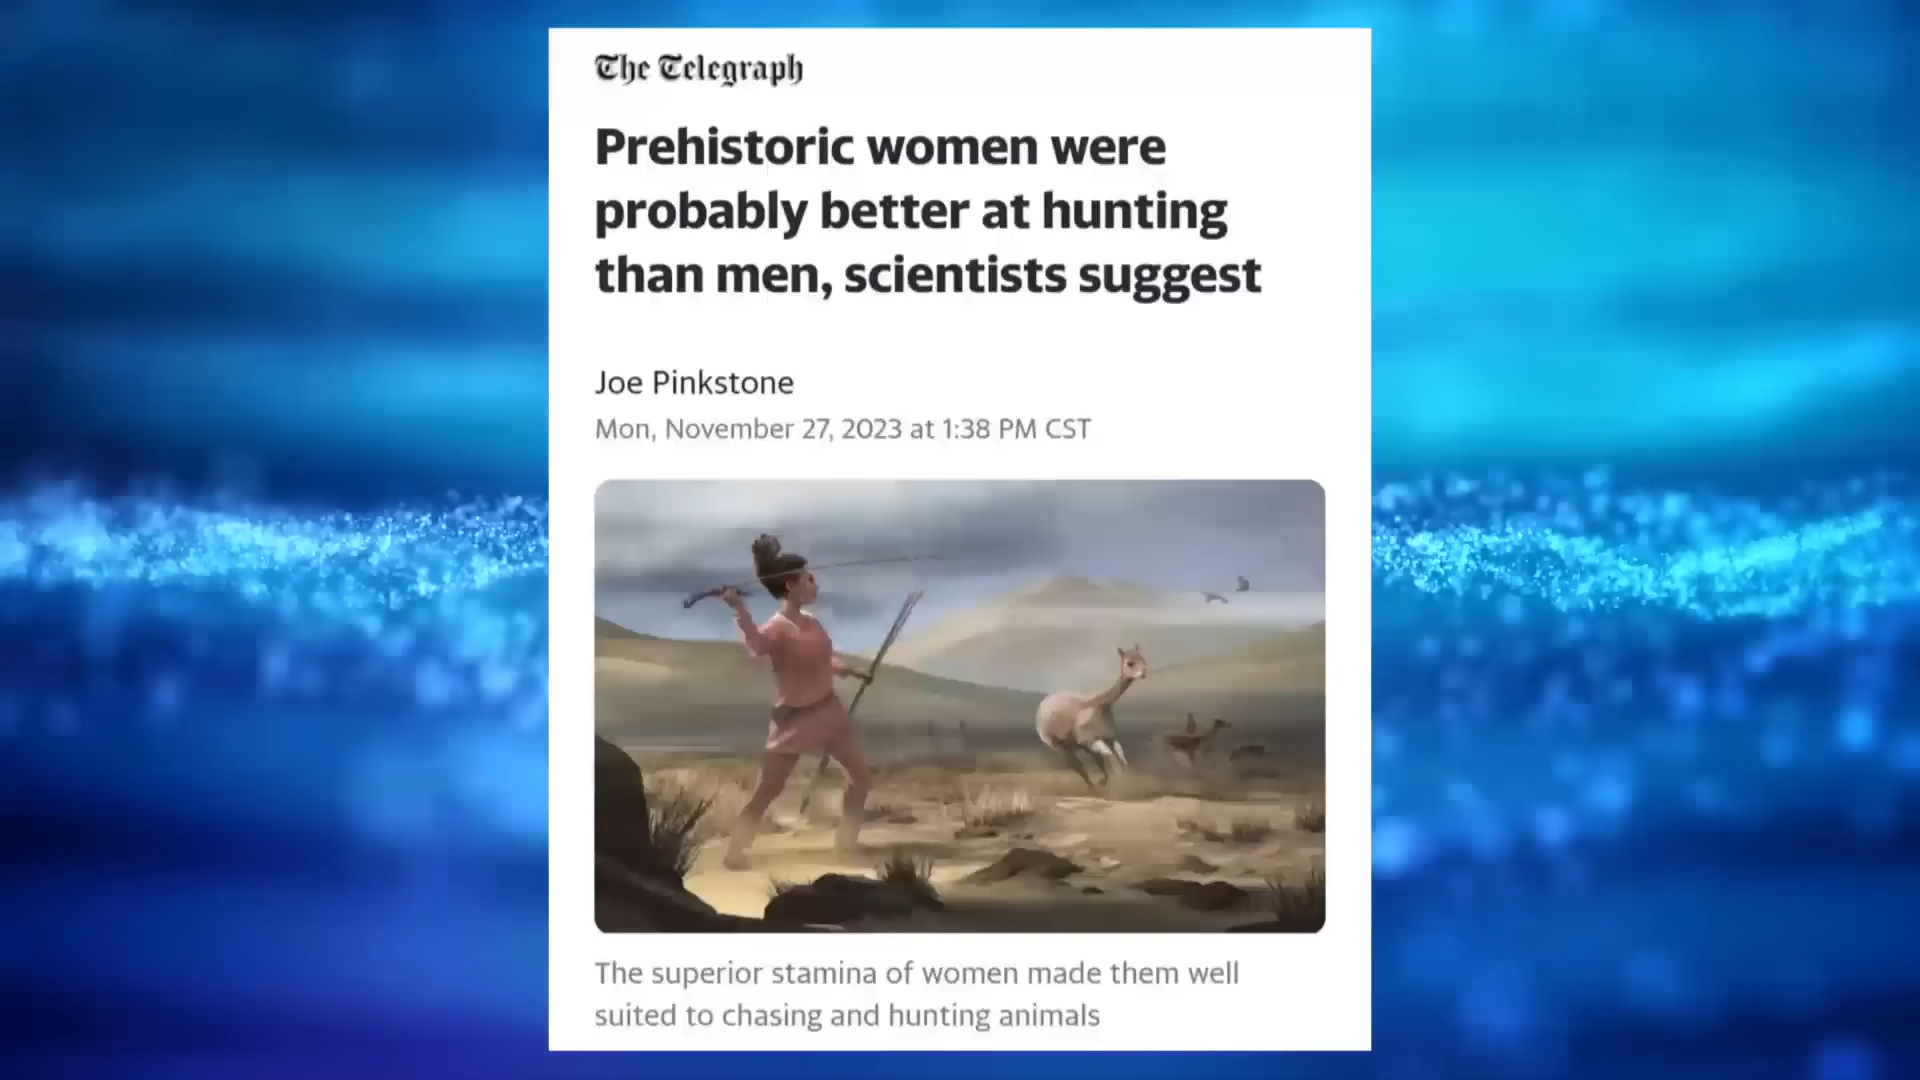 The Telegraph
Prehistoric women were
probably better at hunting
than men, scientists suggest
Joe Pinkstone
Mon, November 27, 2023 at 1:38 PM CST
The superior stamina of women made them well
suited to chasing and hunting animals